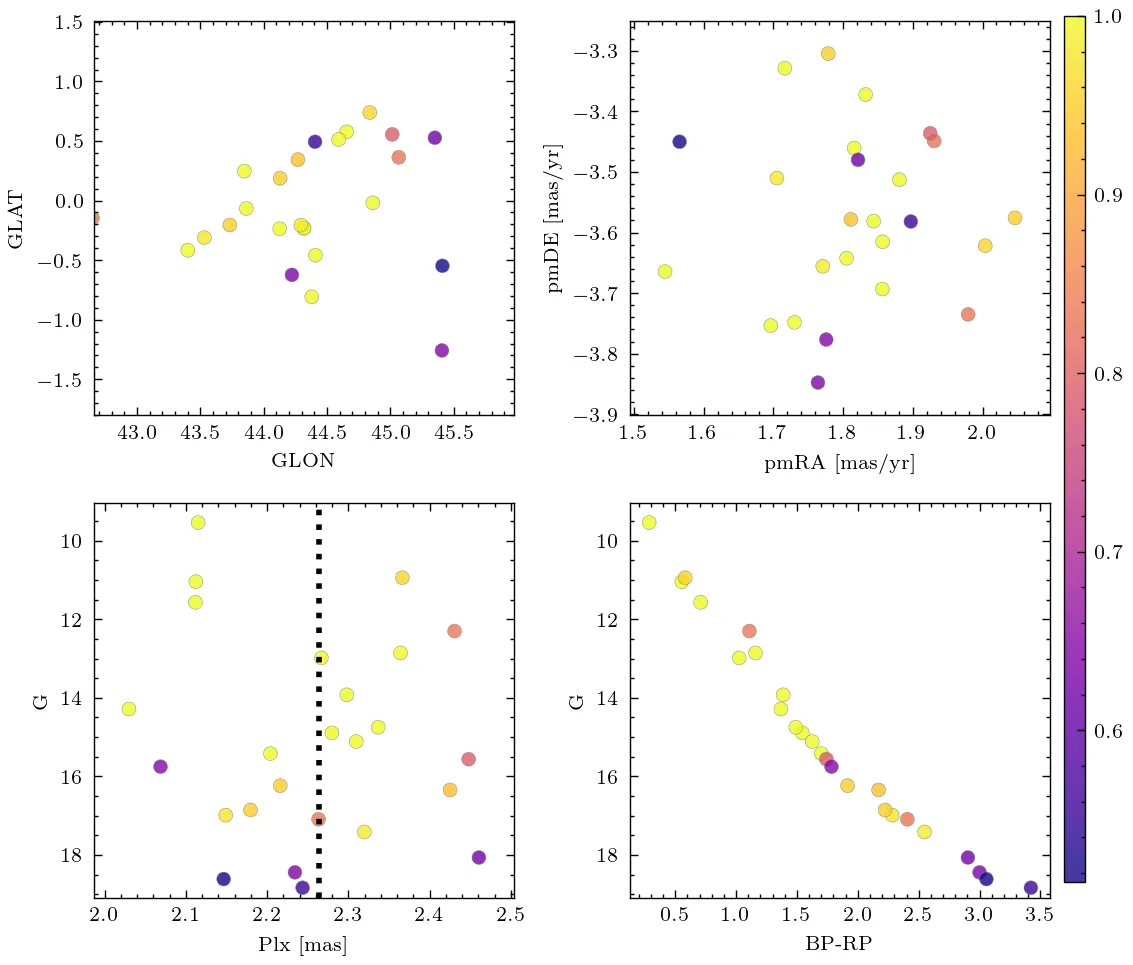 1.5
1.0
0.5
0.0
−0.5
−1.0
−1.5
GLAT
43.0 43.5 44.0 44.5 45.0 45.5
GLON
−3.3
−3.4
−3.5
−3.6
−3.7
−3.8
−3.9
pmDE [mas/yr]
1.5 1.6 1.7 1.8 1.9 2.0
pmRA [mas/yr]
10
12
14
16
18
G
2.0 2.1 2.2 2.3 2.4 2.5
Plx [mas]
10
12
14
16
18
G
0.5 1.0 1.5 2.0 2.5 3.0 3.5
BP-RP
1.0
0.9
0.8
0.7
0.6